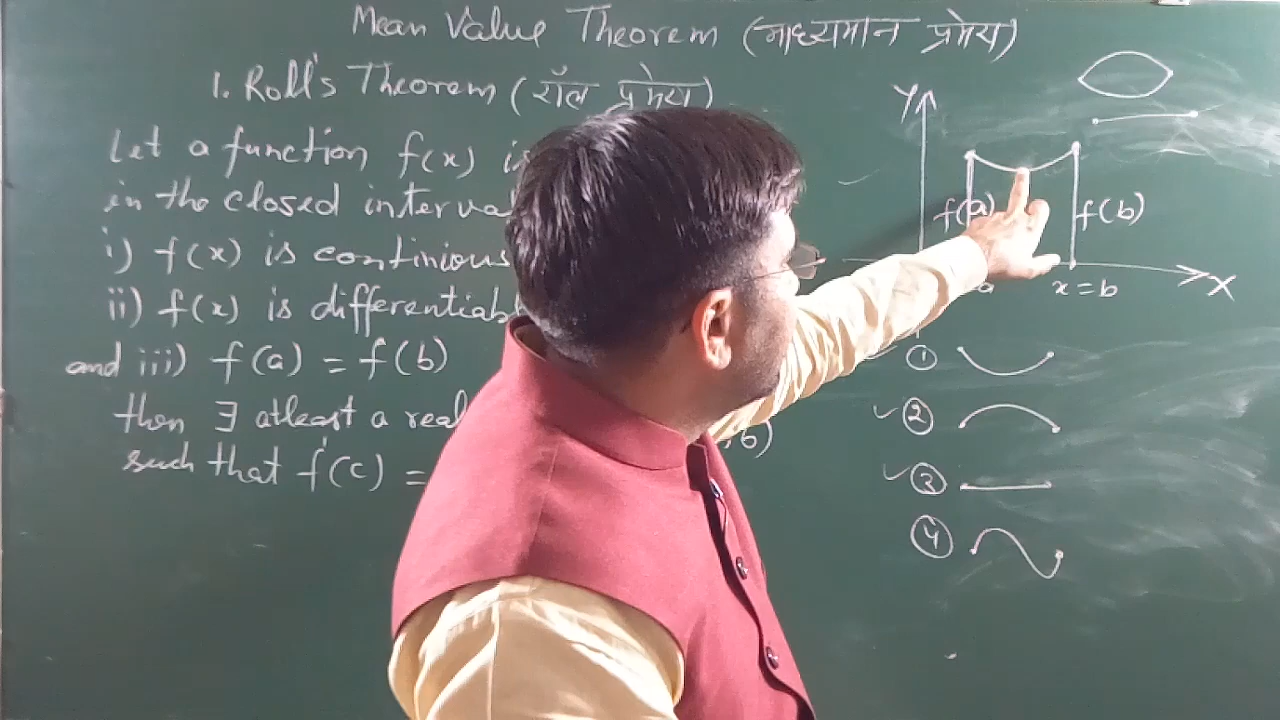 Mean Value Theorem (माध्यमान प्रमेय)
1. Roll's Theorem (रॉल प्रमेय)
Let a function f(x) is
in the closed interval
i) f(x) is continious
ii) f(x) is differentiabl
and iii) f(a) = f(b)
then ∃ atleast a real
,b)
such that f'(c) =
Y
f(a)
f(b)
a
x=b
X
①
✓ ②
✓ ③
④